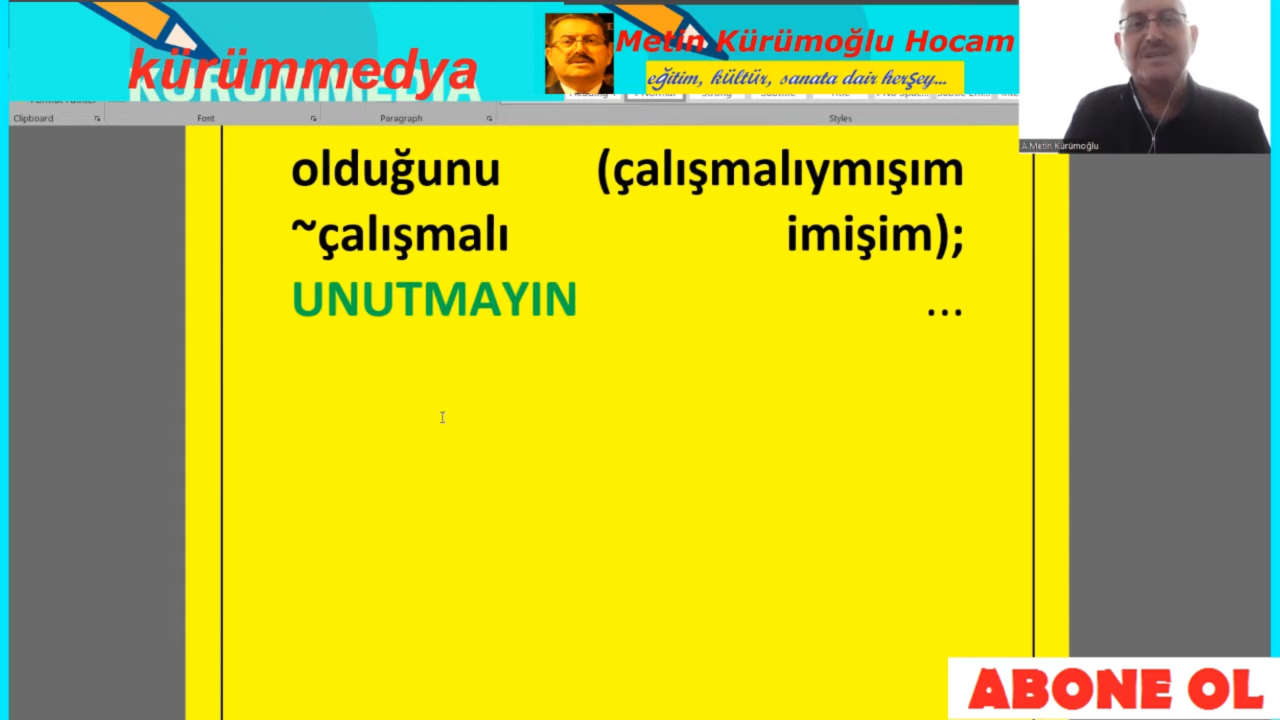 kürümmedya
KÜRÜMMEDIA
Metin Kürümoğlu Hocam
eğitim, kültür, sanata dair herşey...
A.Metin Kürümoğlu
Clipboard
Font
Paragraph
Styles
olduğunu (çalışmalıymışım
~çalışmalı imişim);
UNUTMAYIN ...
ABONE OL